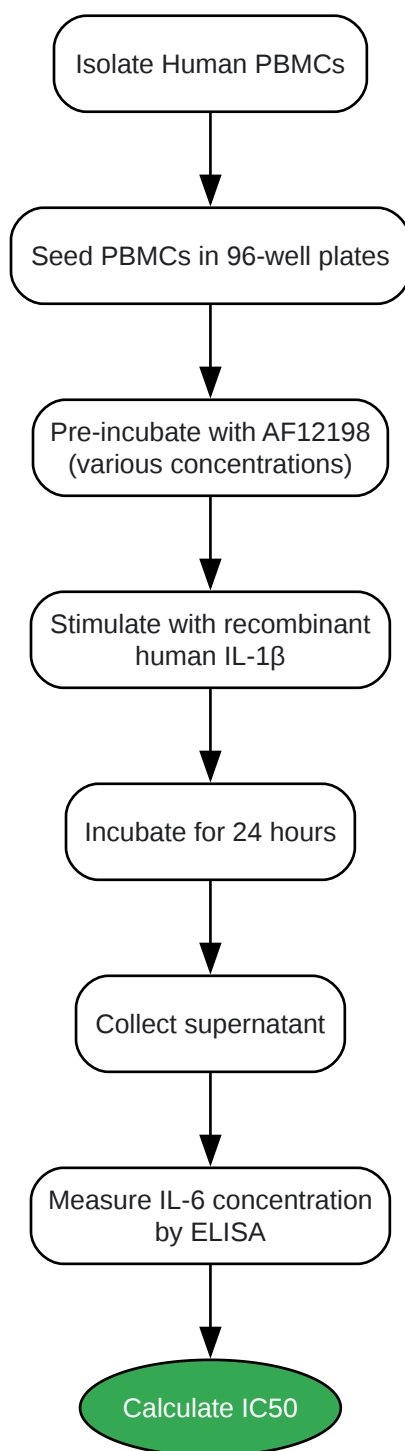 Isolate Human PBMCs
Seed PBMCs in 96-well plates
Pre-incubate with AF12198
(various concentrations)
Stimulate with recombinant
human IL-1β
Incubate for 24 hours
Collect supernatant
Measure IL-6 concentration
by ELISA
Calculate IC50